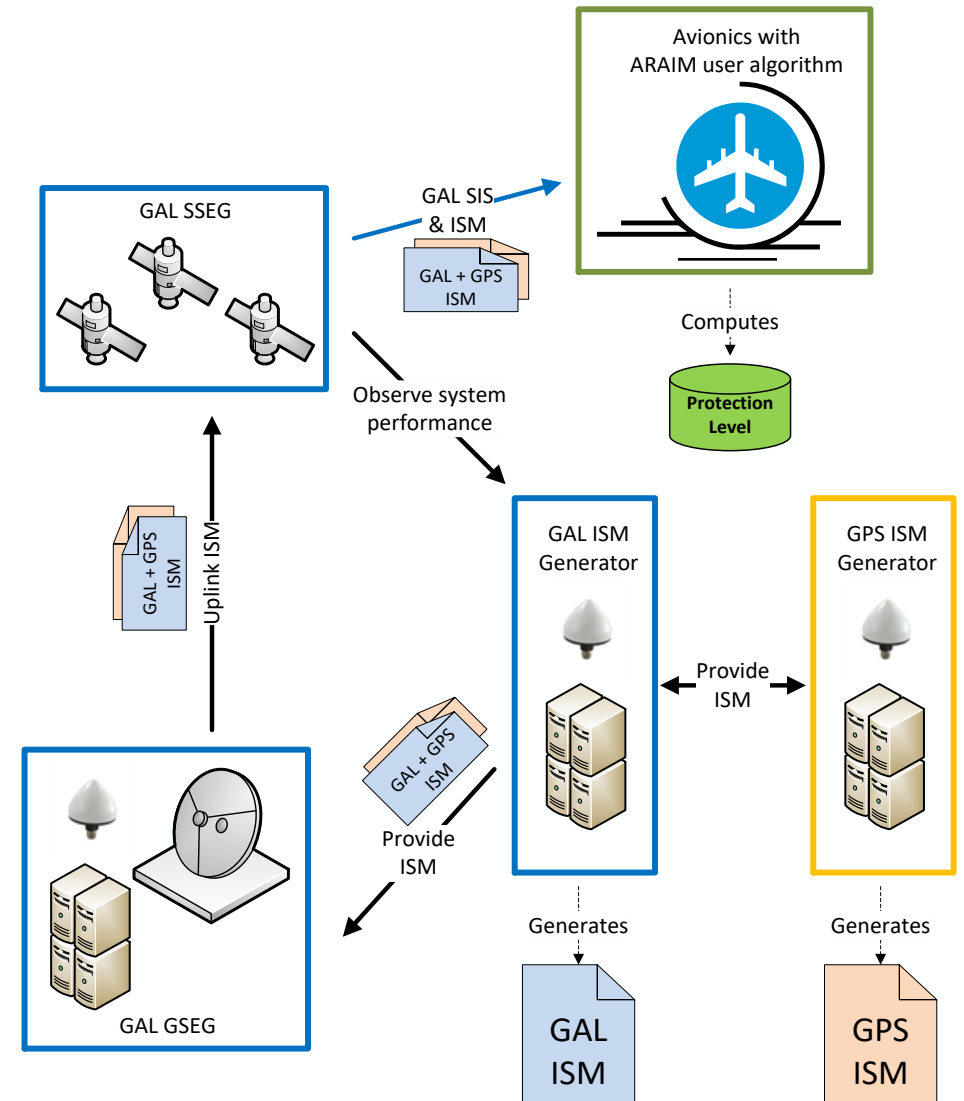 Avionics with
ARAIM user algorithm
GAL SSEG
GAL SIS
& ISM
GAL + GPS
ISM
Computes
Protection
Level
Observe system
performance
GAL + GPS
ISM
Uplink ISM
GAL ISM
Generator
GPS ISM
Generator
Provide
ISM
GAL + GPS
ISM
Provide
ISM
GAL GSEG
Generates
Generates
GAL
ISM
GPS
ISM